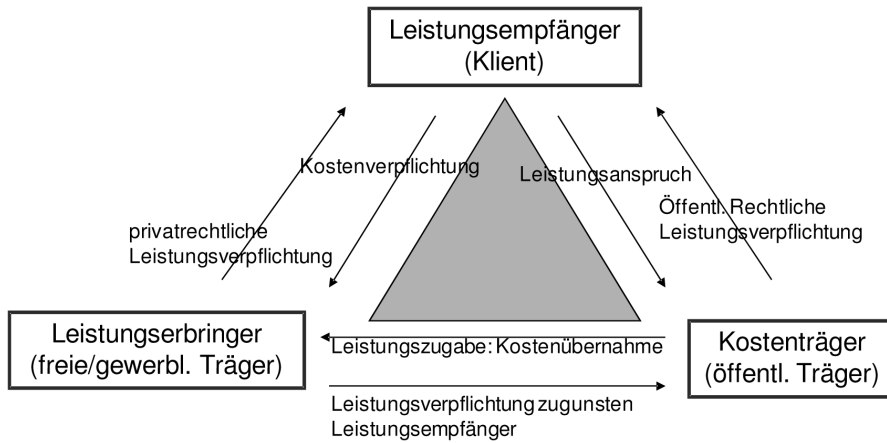 Leistungsempfänger
(Klient)
Kostenverpflichtung
Leistungsanspruch
privatrechtliche
Leistungsverpflichtung
Öffentl. Rechtliche
Leistungsverpflichtung
Leistungserbringer
(freie/gewerbl. Träger)
Leistungszugabe: Kostenübernahme
Kostenträger
(öffentl. Träger)
Leistungsverpflichtung zugunsten
Leistungsempfänger